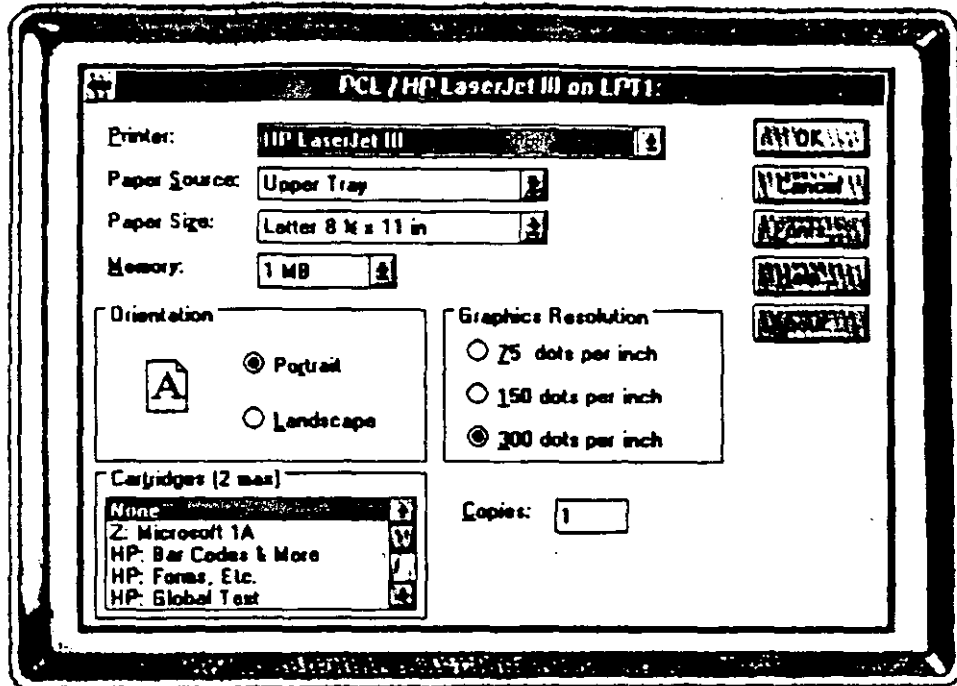 PCL / HP LaserJet III on LPT1:
Printer: HP LaserJet III
OK
Paper Source: Upper Tray
Cancel
Paper Size: Letter 8 ½ x 11 in
Fonts...
Memory: 1 MB
Orientation
Portrait
Landscape
A
Graphics Resolution
75 dots per inch
150 dots per inch
300 dots per inch
Cartridges (2 max)
None
Z: Microsoft 1A
HP: Bar Codes & More
HP: Forms, Etc.
HP: Global Text
Copies: 1